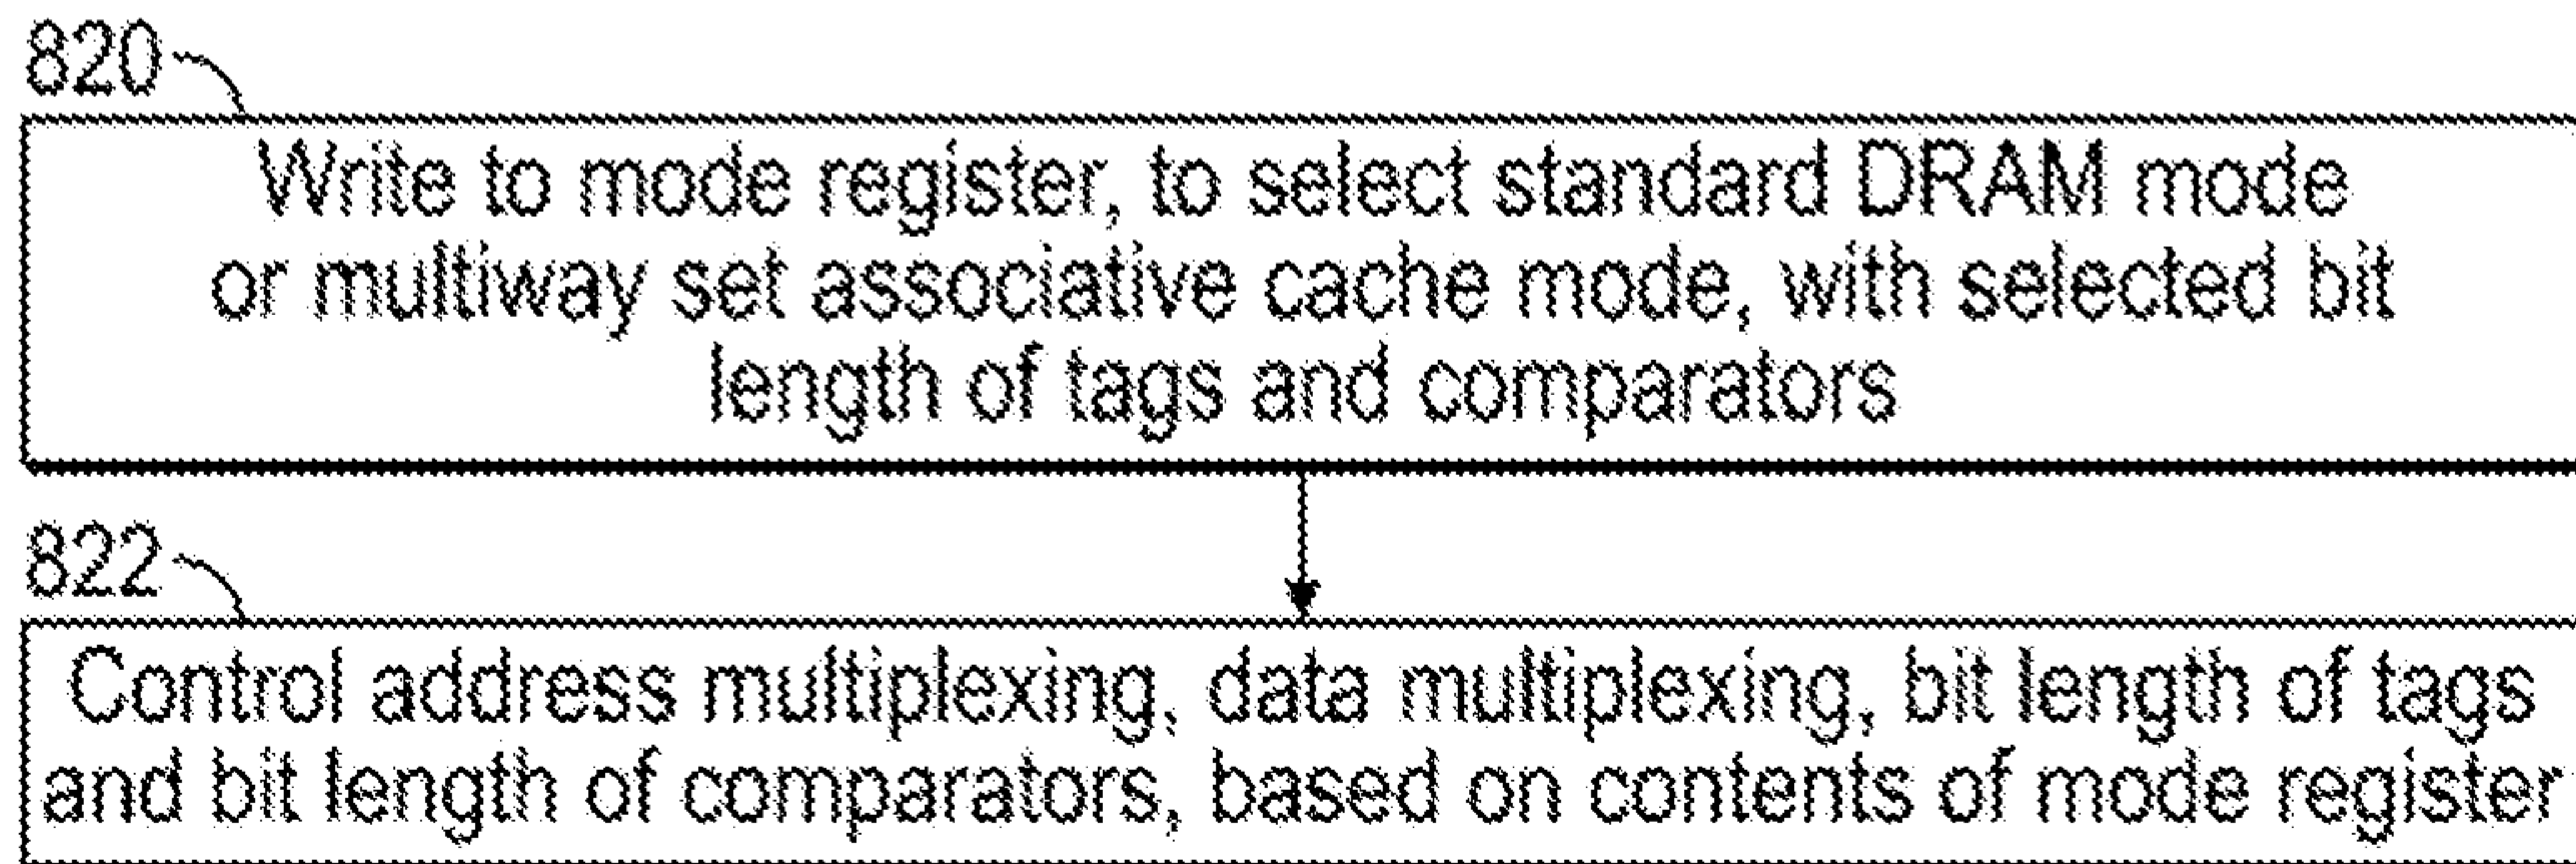 820
Write to mode register, to select standard DRAM mode
or multiway set associative cache mode, with selected bit
length of tags and comparators
822
Control address multiplexing, data multiplexing, bit length of tags
and bit length of comparators, based on contents of mode register